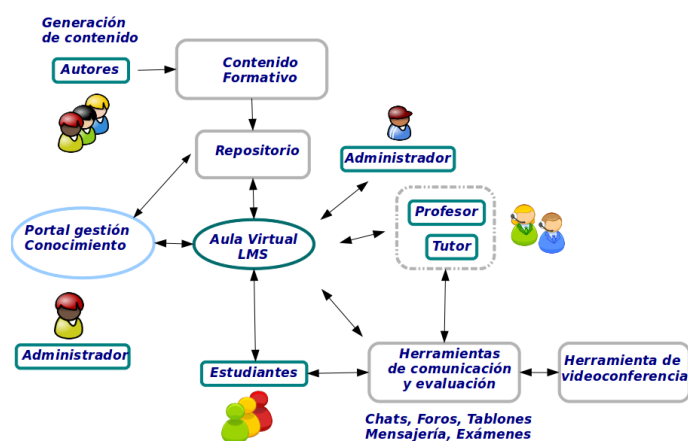 Generación
de contenido
Autores
Contenido
Formativo
Repositorio
Administrador
Profesor
Tutor
Portal gestión
Conocimiento
Aula Virtual
LMS
Administrador
Estudiantes
Herramientas
de comunicación
y evaluación
Herramienta de
videoconferencia
Chats, Foros, Tablones
Mensajería, Exámenes